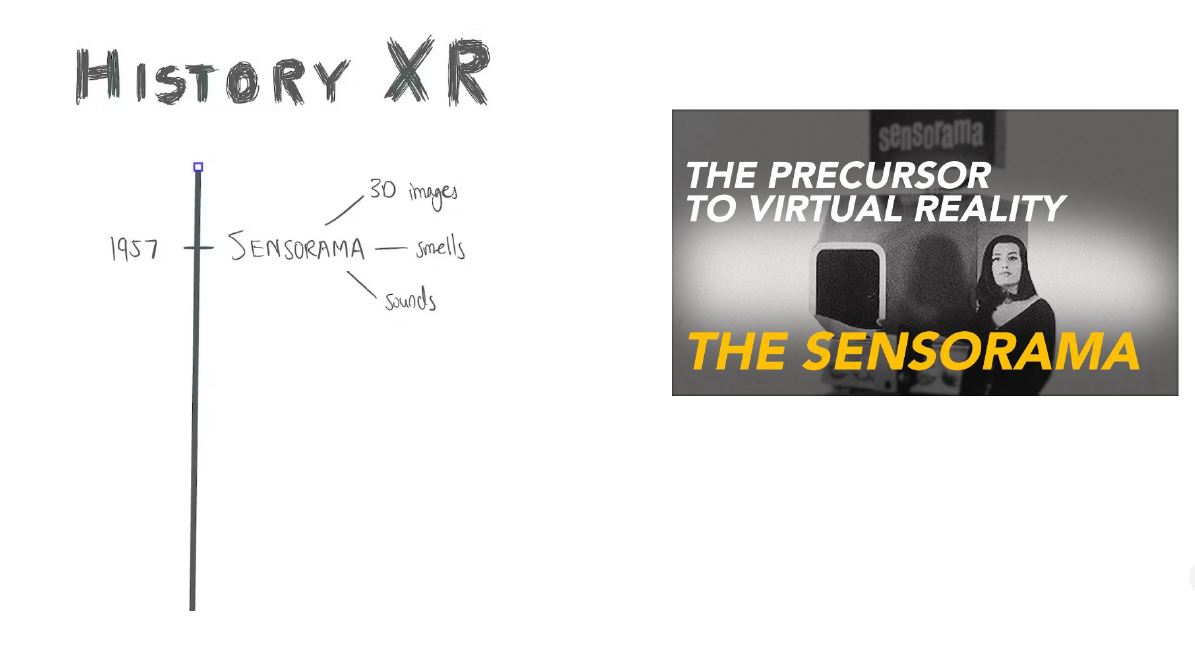 HISTORY XR
3D images
1957 SENSORAMA smells
sounds
sensorama
THE PRECURSOR
TO VIRTUAL REALITY
THE SENSORAMA